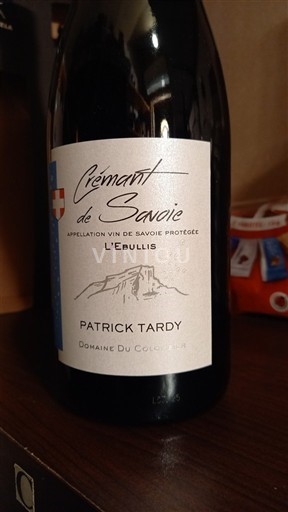 Crémant
de Savoie
APPELLATION VIN DE SAVOIE PROTÉGÉE
L'EBULLIS
VINIOU
PATRICK TARDY
DOMAINE DU